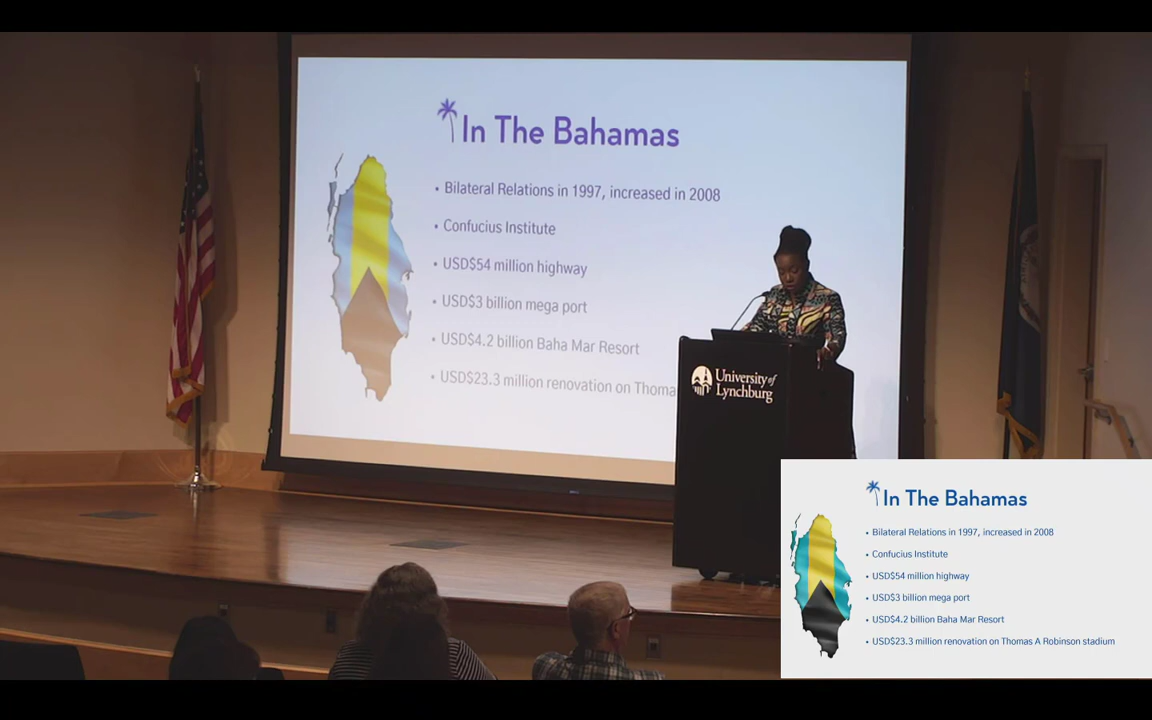 In The Bahamas
• Bilateral Relations in 1997, increased in 2008
• Confucius Institute
• USD$54 million highway
• USD$3 billion mega port
• USD$4.2 billion Baha Mar Resort
• USD$23.3 million renovation on Thoma
University of
Lynchburg
In The Bahamas
• Bilateral Relations in 1997, increased in 2008
• Confucius Institute
• USD$54 million highway
• USD$3 billion mega port
• USD$4.2 billion Baha Mar Resort
• USD$23.3 million renovation on Thomas A Robinson stadium